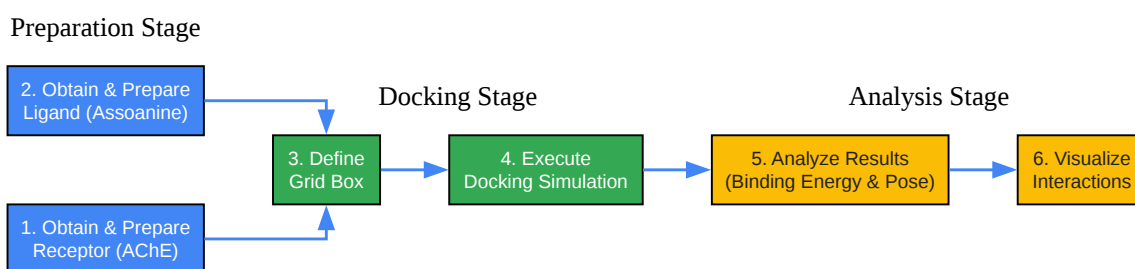 Preparation Stage
2. Obtain & Prepare
Ligand (Assoanine)
Docking Stage
Analysis Stage
3. Define
Grid Box
4. Execute
Docking Simulation
5. Analyze Results
(Binding Energy & Pose)
6. Visualize
Interactions
1. Obtain & Prepare
Receptor (AChE)